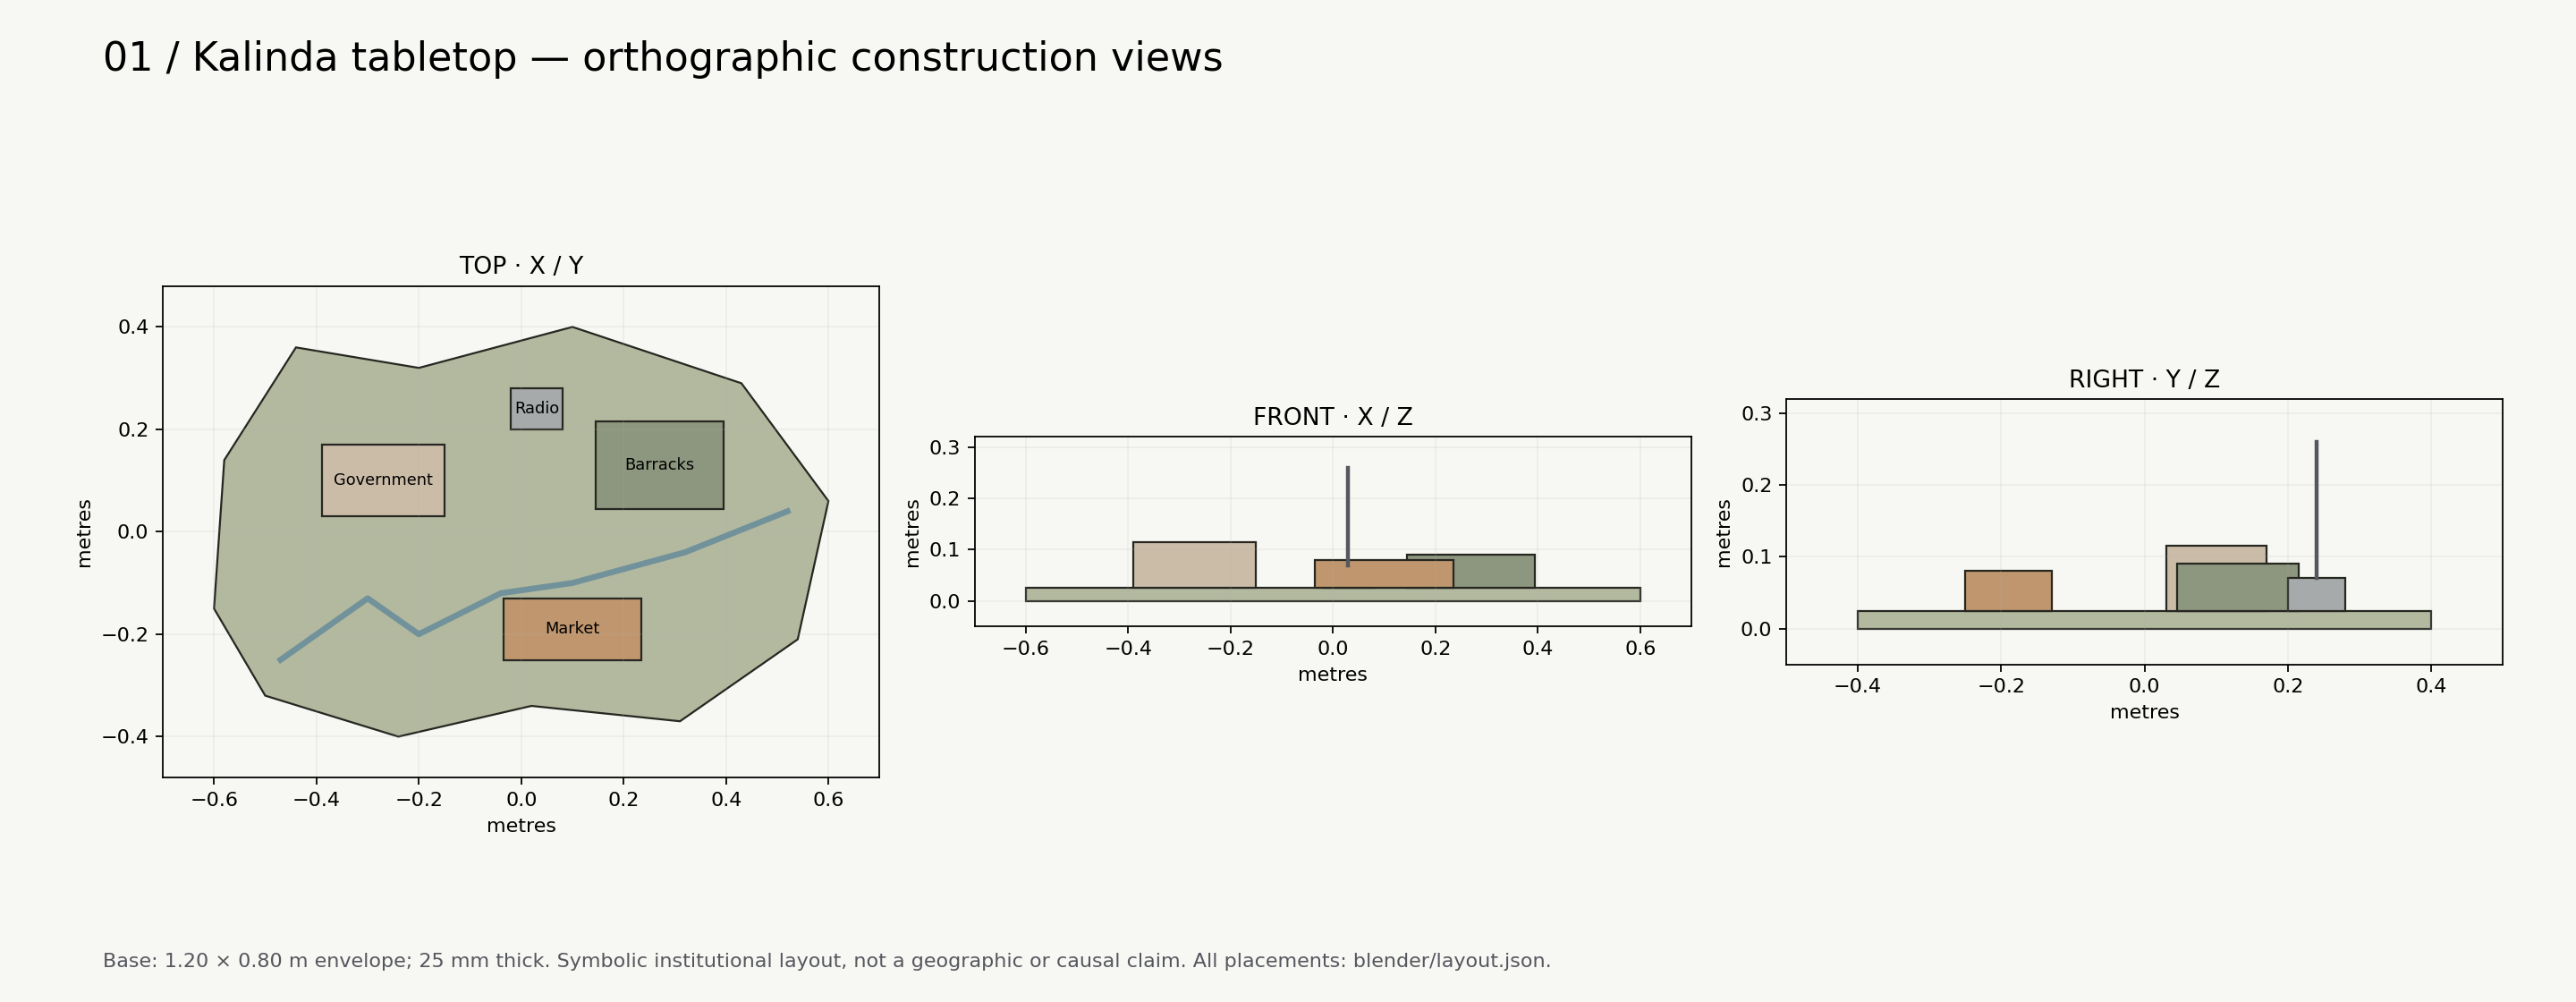 01 / Kalinda tabletop — orthographic construction views
TOP · X / Y
0.4
0.2
0.0
−0.2
−0.4
metres
Radio
Barracks
Government
Market
−0.6
−0.4
−0.2
0.0
0.2
0.4
0.6
metres
FRONT · X / Z
0.3
0.2
0.1
0.0
metres
−0.6
−0.4
−0.2
0.0
0.2
0.4
0.6
metres
RIGHT · Y / Z
0.3
0.2
0.1
0.0
metres
−0.4
−0.2
0.0
0.2
0.4
metres
Base: 1.20 × 0.80 m envelope; 25 mm thick. Symbolic institutional layout, not a geographic or causal claim. All placements: blender/layout.json.